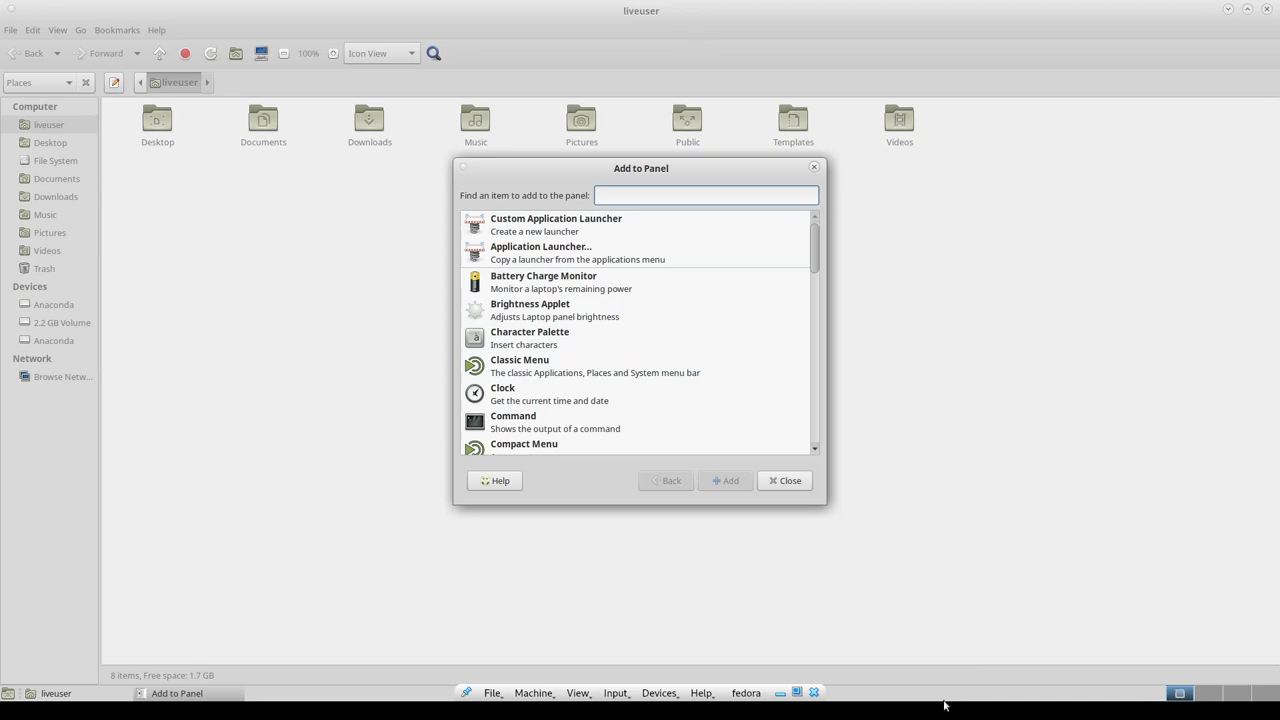 liveuser
File Edit View Go Bookmarks Help
Back Forward 100% Icon View
Places liveuser
Computer
liveuser
Desktop
File System
Documents
Downloads
Music
Pictures
Videos
Trash
Devices
Anaconda
2.2 GB Volume
Anaconda
Network
Browse Netw...
Desktop Documents Downloads Music Pictures Public Templates Videos
Add to Panel
Find an item to add to the panel:
Custom Application Launcher
Create a new launcher
Application Launcher...
Copy a launcher from the applications menu
Battery Charge Monitor
Monitor a laptop's remaining power
Brightness Applet
Adjusts Laptop panel brightness
Character Palette
Insert characters
Classic Menu
The classic Applications, Places and System menu bar
Clock
Get the current time and date
Command
Shows the output of a command
Compact Menu
Help Back Add Close
8 items, Free space: 1.7 GB
liveuser Add to Panel File Machine View Input Devices Help fedora